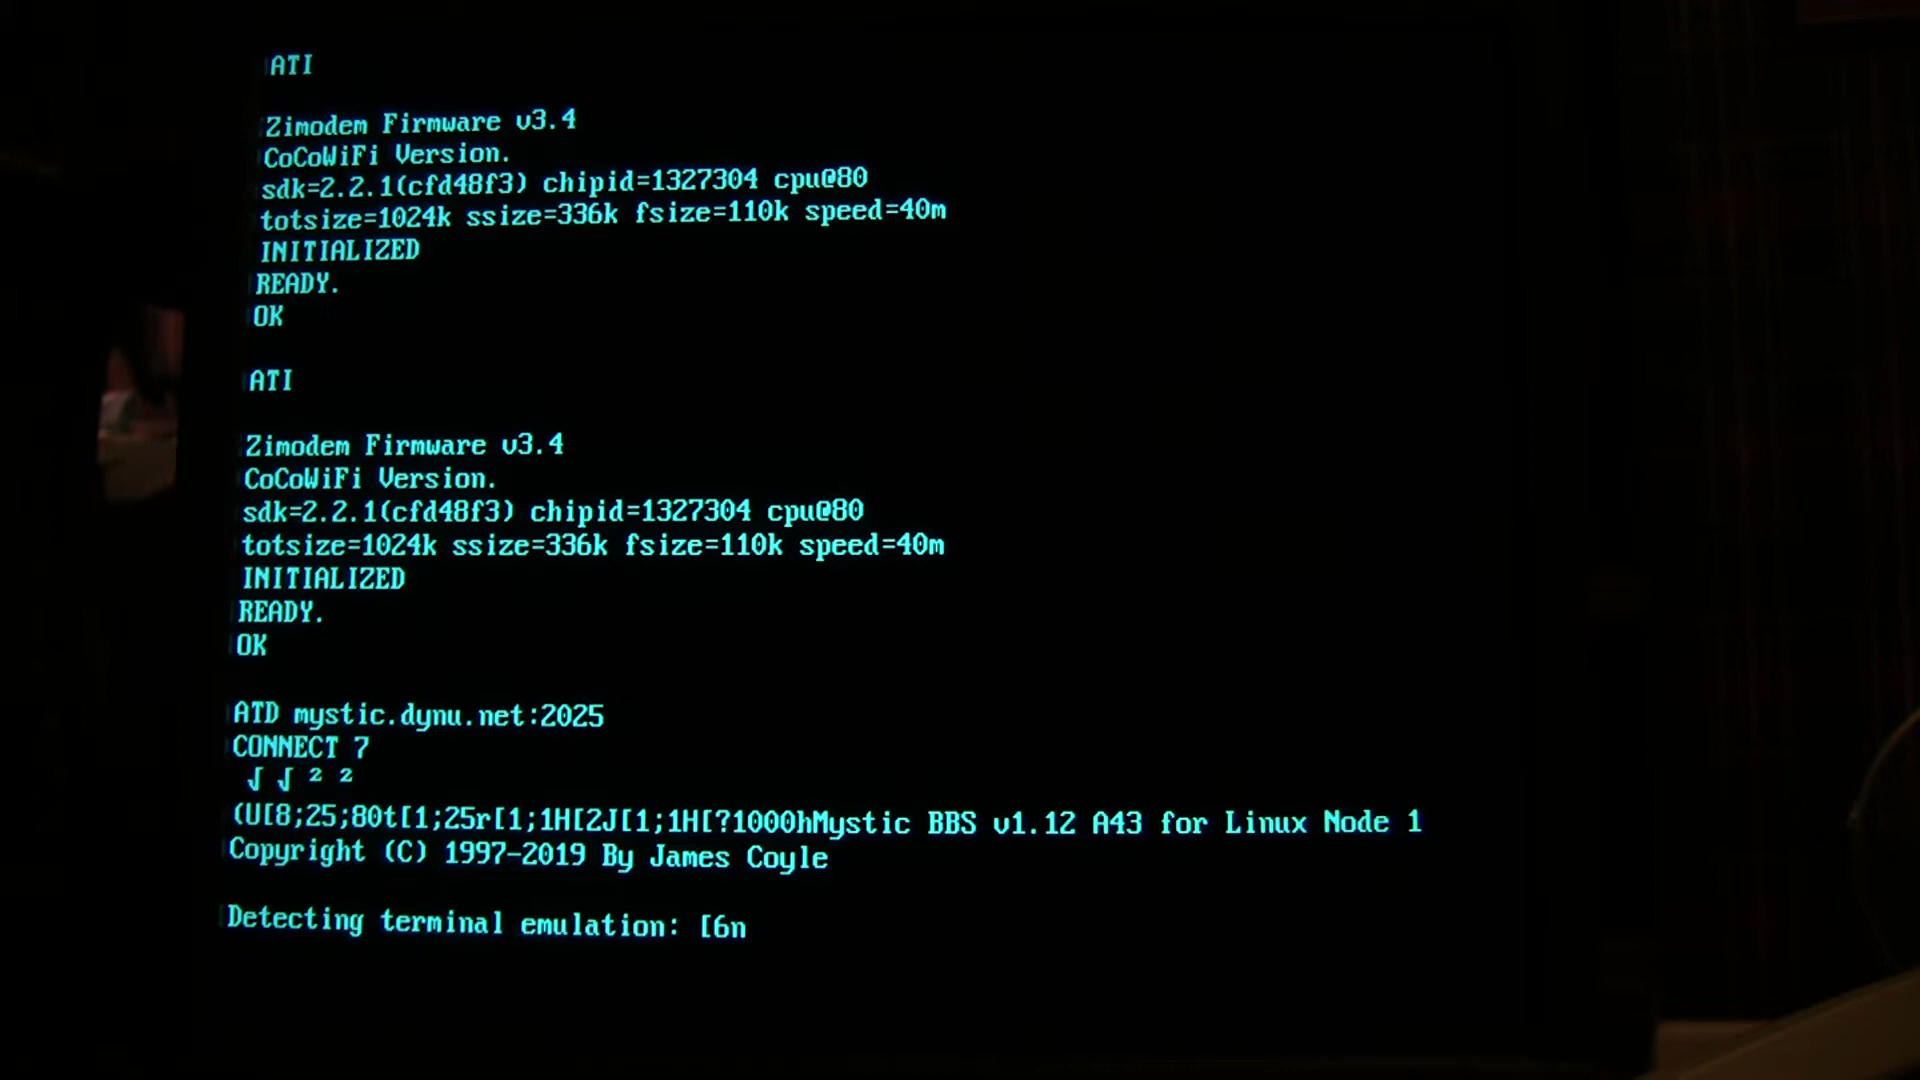 ATI
Zimodem Firmware v3.4
CoCoWiFi Version.
sdk=2.2.1(cfd48f3) chipid=1327304 cpu@80
totsize=1024k ssize=336k fsize=110k speed=40m
INITIALIZED
READY.
OK
ATI
Zimodem Firmware v3.4
CoCoWiFi Version.
sdk=2.2.1(cfd48f3) chipid=1327304 cpu@80
totsize=1024k ssize=336k fsize=110k speed=40m
INITIALIZED
READY.
OK
ATD mystic.dynu.net:2025
CONNECT 7
⌡ ⌡ ² ²
(U[8;25;80t[1;25r[1;1H[2J[1;1H[?1000hMystic BBS v1.12 A43 for Linux Node 1
Copyright (C) 1997-2019 By James Coyle
Detecting terminal emulation: [6n